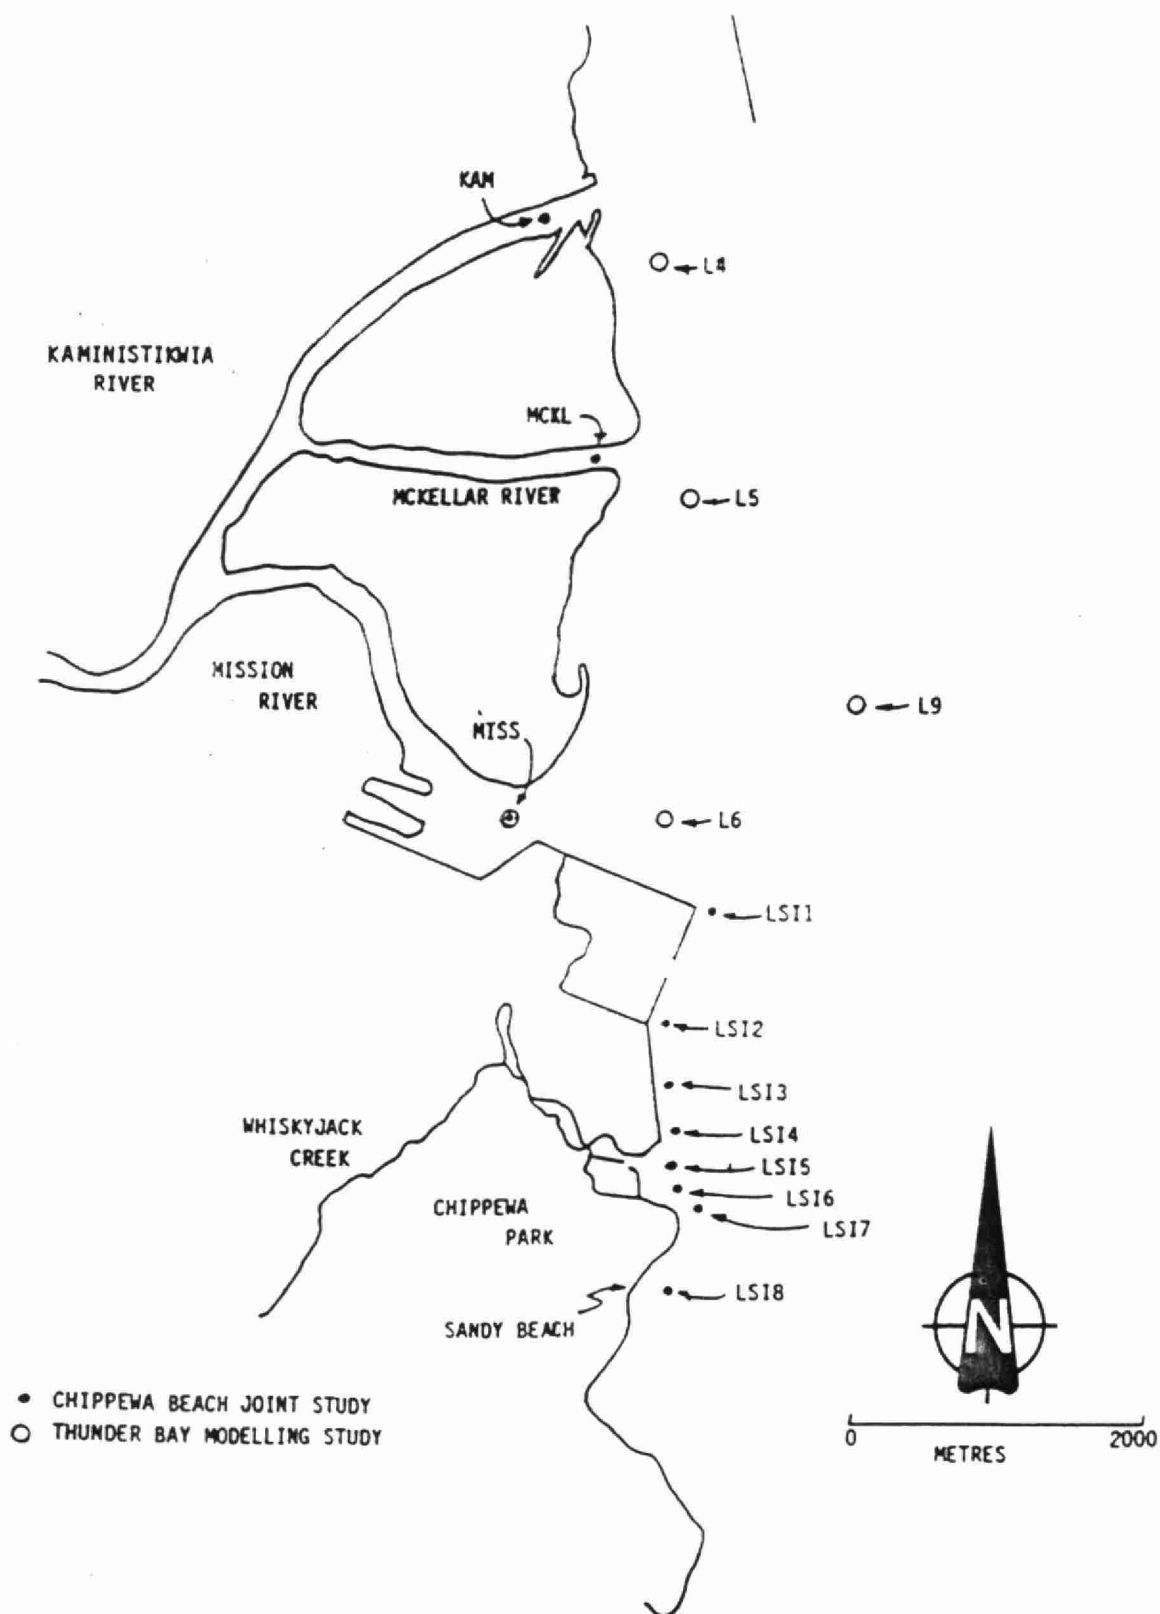 KAM
L4
KAMINISTIKWIA
RIVER
MCKL
MCKELLAR RIVER
L5
MISSION
RIVER
L9
MISS
L6
LSI1
LSI2
LSI3
WHISKYJACK
CREEK
LSI4
LSI5
LSI6
CHIPPEWA
PARK
LSI7
LSI8
SANDY BEACH
N
• CHIPPEWA BEACH JOINT STUDY
○ THUNDER BAY MODELLING STUDY
0 2000
METRES